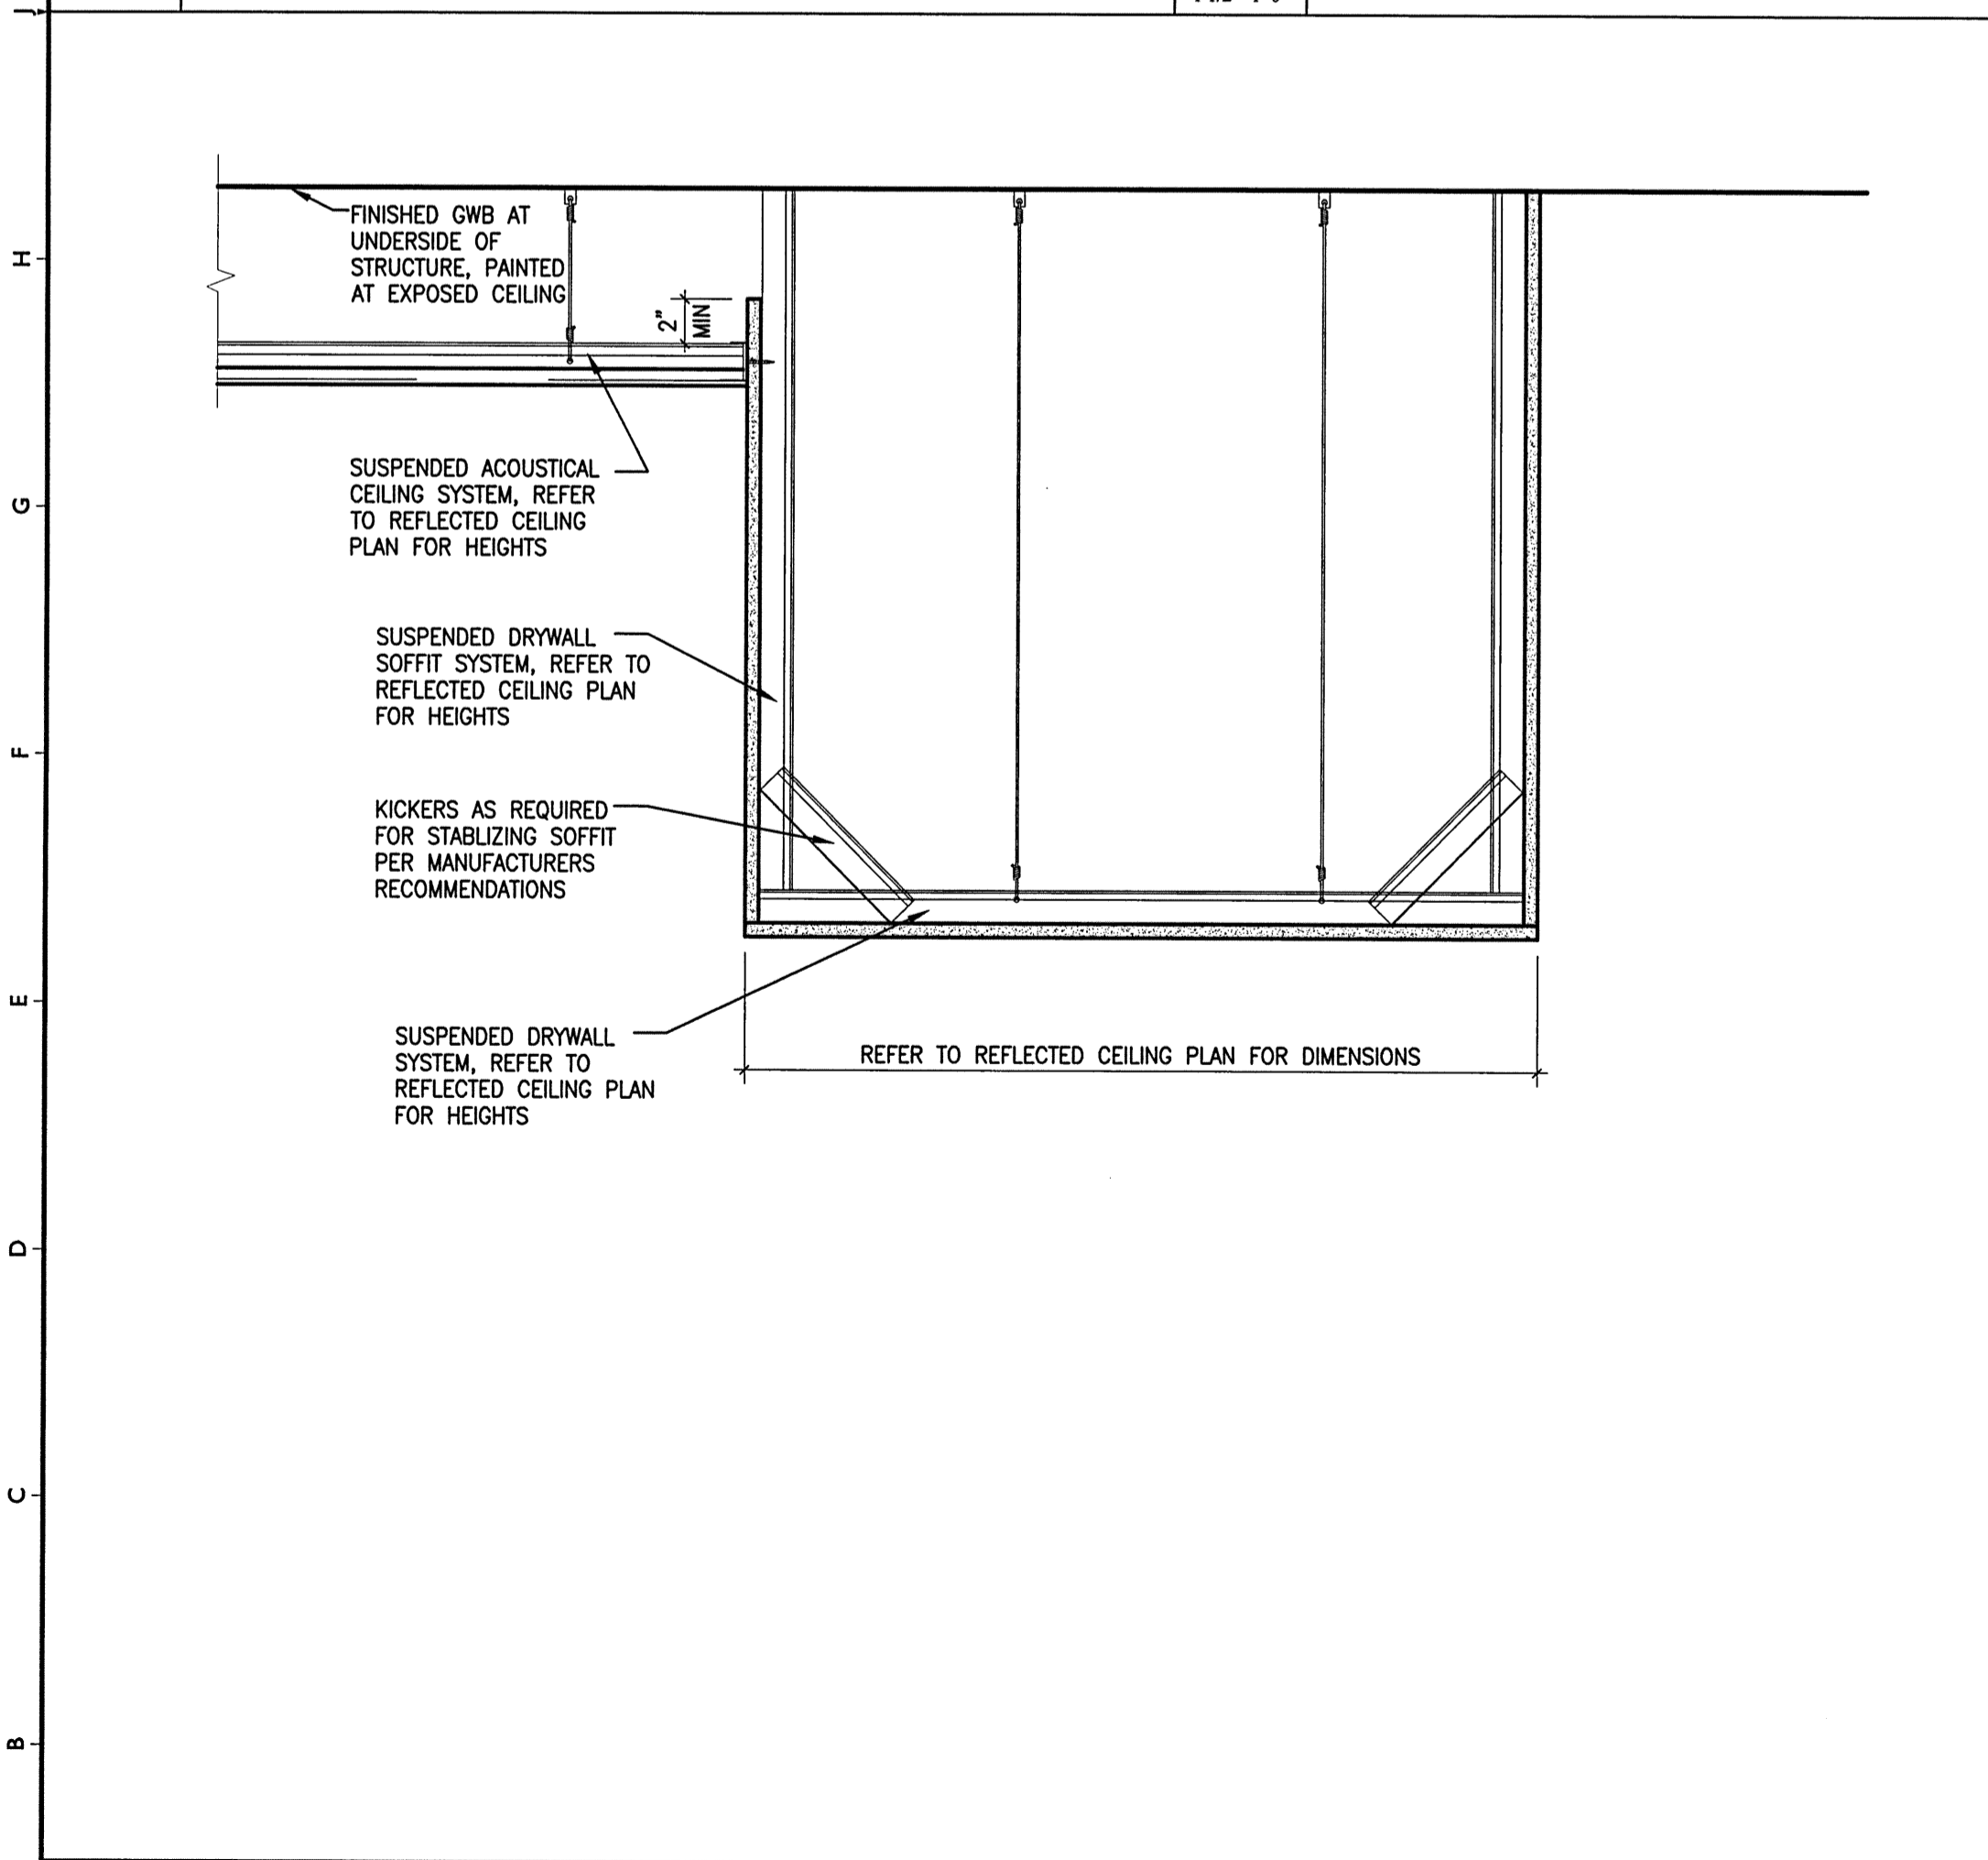 J
FINISHED GWB AT
UNDERSIDE OF
STRUCTURE, PAINTED
AT EXPOSED CEILING
H
2"
MIN
SUSPENDED ACOUSTICAL
CEILING SYSTEM, REFER
TO REFLECTED CEILING
PLAN FOR HEIGHTS
G
SUSPENDED DRYWALL
SOFFIT SYSTEM, REFER TO
REFLECTED CEILING PLAN
FOR HEIGHTS
F
KICKERS AS REQUIRED
FOR STABLIZING SOFFIT
PER MANUFACTURERS
RECOMMENDATIONS
E
SUSPENDED DRYWALL
SYSTEM, REFER TO
REFLECTED CEILING PLAN
FOR HEIGHTS
REFER TO REFLECTED CEILING PLAN FOR DIMENSIONS
D
C
B